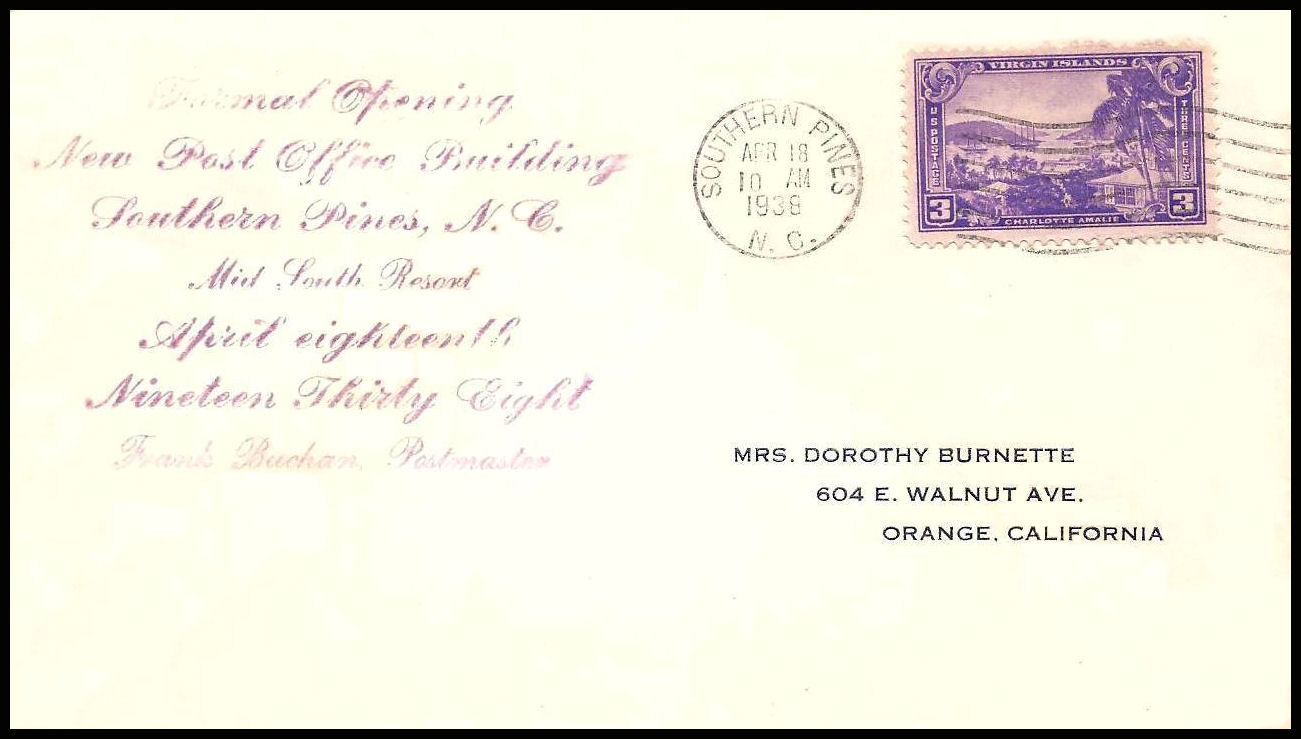 Formal Opening
New Post Office Building
Southern Pines, N. C.
Mid South Resort
April eighteenth
Nineteen Thirty Eight
Frank Buchan, Postmaster
SOUTHERN PINES
APR 18
10 AM
1938
N. C.
VIRGIN ISLANDS
U S POSTAGE
THREE CENTS
3
CHARLOTTE AMALIE
3
MRS. DOROTHY BURNETTE
604 E. WALNUT AVE.
ORANGE, CALIFORNIA